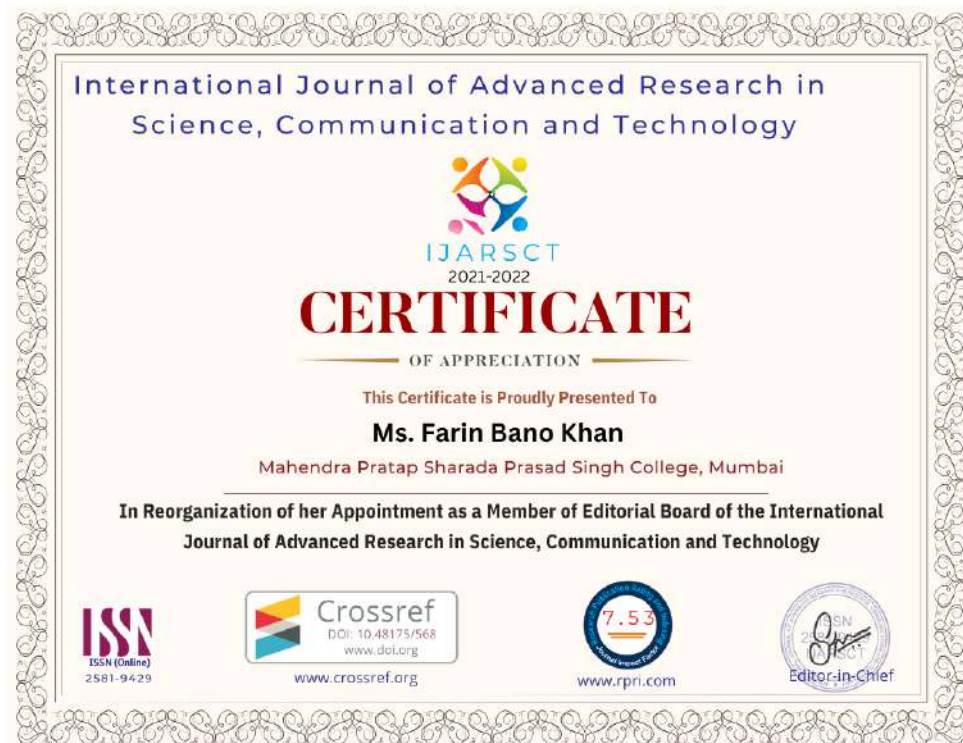 International Journal of Advanced Research in
Science, Communication and Technology
IJARSCT
2021-2022
CERTIFICATE
OF APPRECIATION
This Certificate is Proudly Presented To
Ms. Farin Bano Khan
Mahendra Pratap Sharada Prasad Singh College, Mumbai
In Reorganization of her Appointment as a Member of Editorial Board of the International
Journal of Advanced Research in Science, Communication and Technology
ISSN
ISSN (Online)
2581-9429
Crossref
DOI: 10.48175/568
www.doi.org
www.crossref.org
7.53
Journal Impact Factor
www.rpri.com
Editor-in-Chief